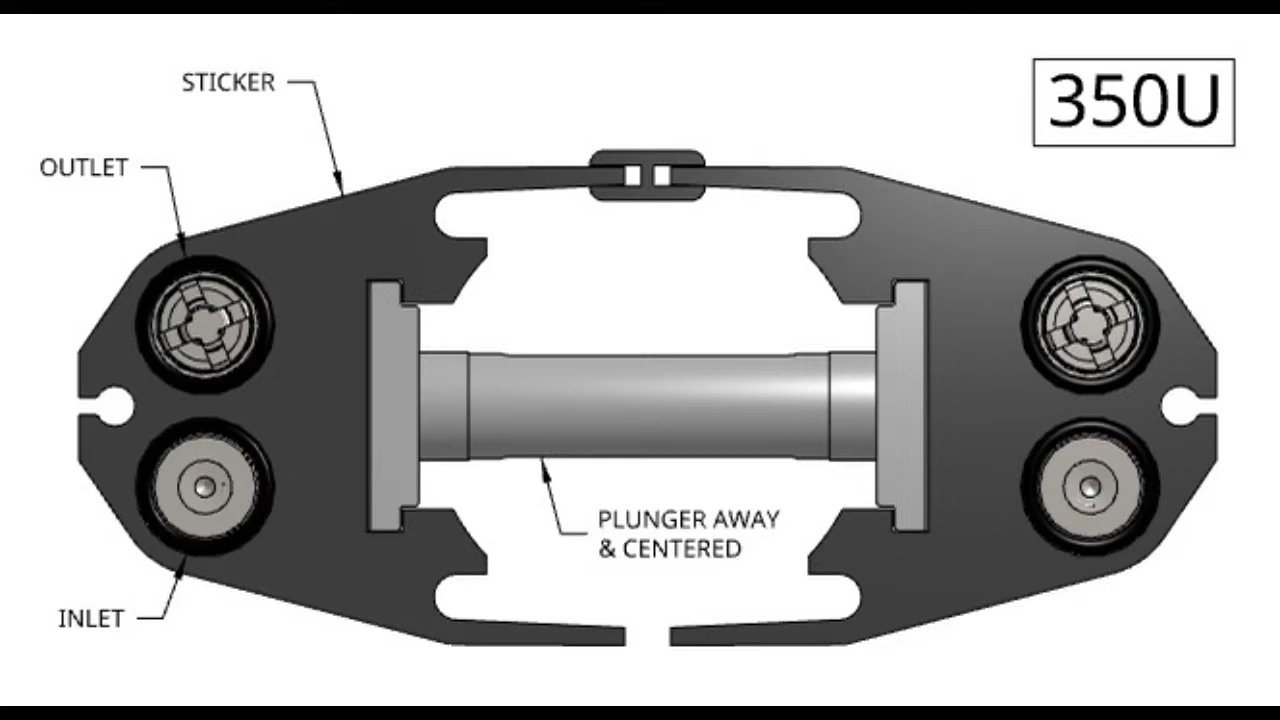 STICKER
350U
OUTLET
PLUNGER AWAY
& CENTERED
INLET